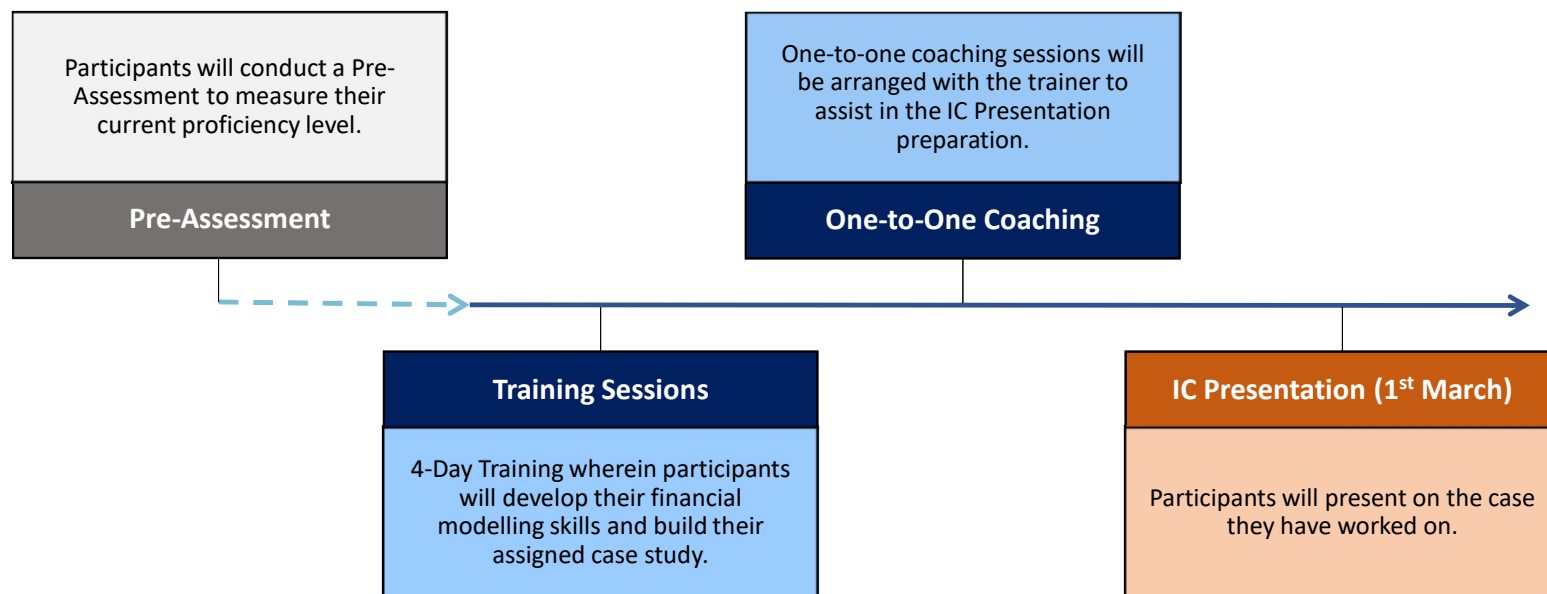 Participants will conduct a Pre-
Assessment to measure their
current proficiency level.
Pre-Assessment
One-to-one coaching sessions will
be arranged with the trainer to
assist in the IC Presentation
preparation.
One-to-One Coaching
Training Sessions
4-Day Training wherein participants
will develop their financial
modelling skills and build their
assigned case study.
IC Presentation (1st March)
Participants will present on the case
they have worked on.